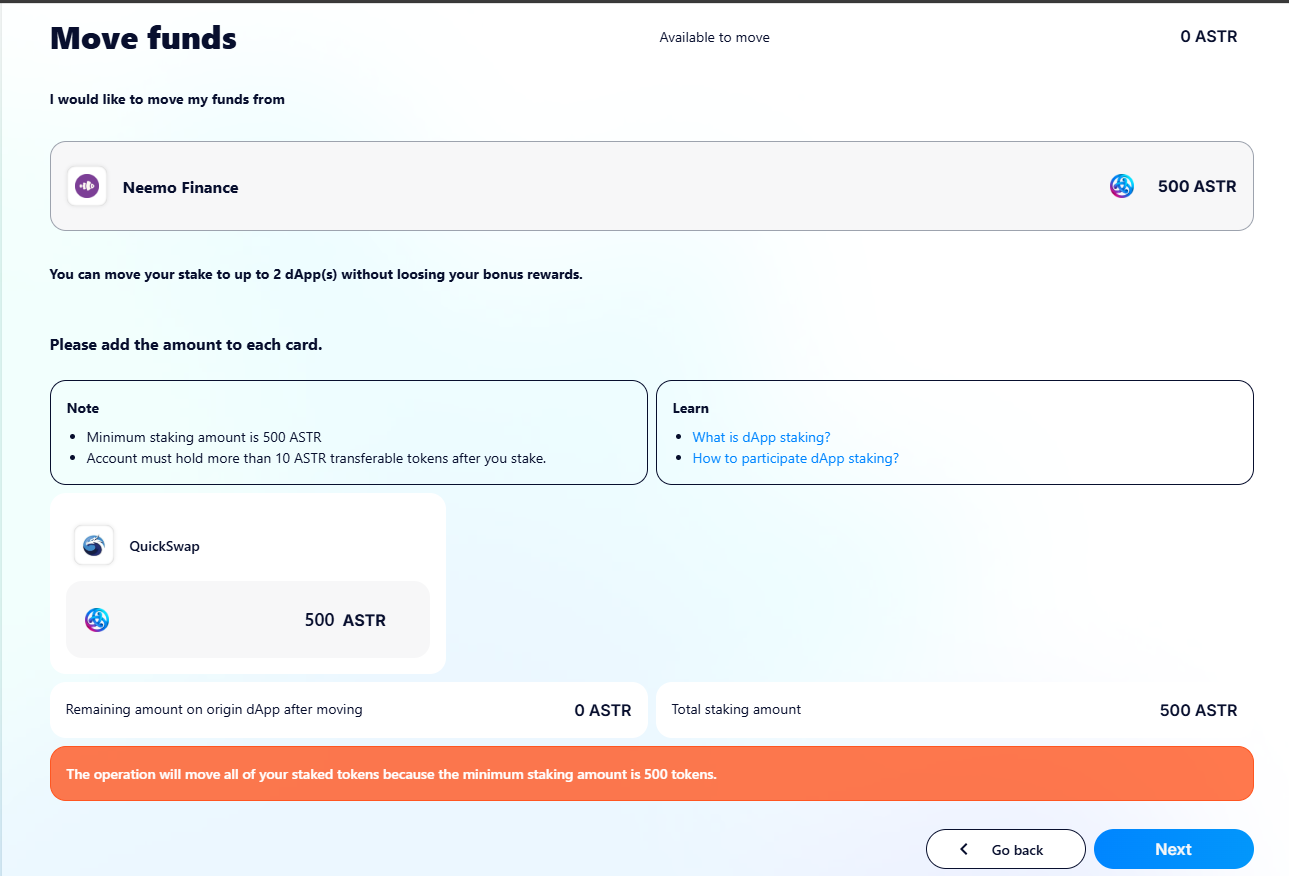 Move funds
Available to move
0 ASTR
I would like to move my funds from
Neemo Finance
500 ASTR
You can move your stake to up to 2 dApp(s) without loosing your bonus rewards.
Please add the amount to each card.
Note
Minimum staking amount is 500 ASTR
Account must hold more than 10 ASTR transferable tokens after you stake.
Learn
What is dApp staking?
How to participate dApp staking?
QuickSwap
500 ASTR
Remaining amount on origin dApp after moving
0 ASTR
Total staking amount
500 ASTR
The operation will move all of your staked tokens because the minimum staking amount is 500 tokens.
Go back
Next